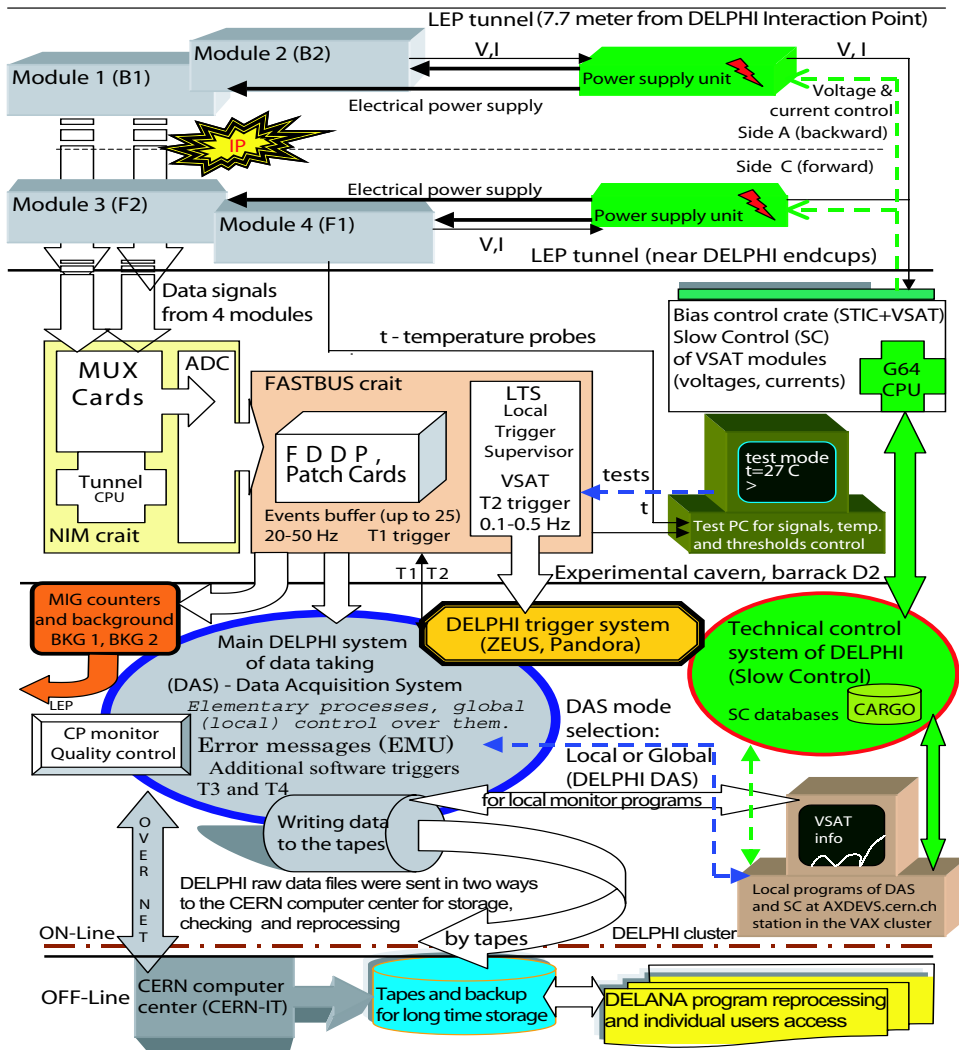 LEP tunnel (7.7 meter from DELPHI Interaction Point)
Module 2 (B2)
V,I
V, I
Module 1 (B1)
Power supply unit
Electrical power supply
Voltage &
current control
Side A (backward)
IP
Side C (forward)
Electrical power supply
Module 3 (F2)
Module 4 (F1)
Power supply unit
V,I
LEP tunnel (near DELPHI endcups)
Data signals
from 4 modules
t - temperature probes
Bias control crate (STIC+VSAT)
Slow Control (SC)
of VSAT modules
(voltages, currents)
G64
CPU
MUX
Cards
ADC
Tunnel
CPU
NIM crait
FASTBUS crait
F D D P ,
Patch Cards
Events buffer (up to 25)
20-50 Hz T1 trigger
LTS
Local
Trigger
Supervisor
VSAT
T2 trigger
0.1-0.5 Hz
tests
t
test mode
t=27 C
>
Test PC for signals, temp.
and thresholds control
T1 T2
Experimental cavern, barrack D2
MIG counters
and background
BKG 1, BKG 2
LEP
CP monitor
Quality control
Main DELPHI system
of data taking
(DAS) - Data Acquisition System
Elementary processes, global
(local) control over them.
Error messages (EMU)
Additional software triggers
T3 and T4
DELPHI trigger system
(ZEUS, Pandora)
Technical control
system of DELPHI
(Slow Control)
SC databases
CARGO
DAS mode
selection:
Local or Global
(DELPHI DAS)
for local monitor programs
Writing data
to the tapes
VSAT
info
Local programs of DAS
and SC at AXDEVS.cern.ch
station in the VAX cluster
OVER NET
DELPHI raw data files were sent in two ways
to the CERN computer center for storage,
checking and reprocessing
by tapes
ON-Line
DELPHI cluster
OFF-Line
CERN computer
center (CERN-IT)
Tapes and backup
for long time storage
DELANA program reprocessing
and individual users access